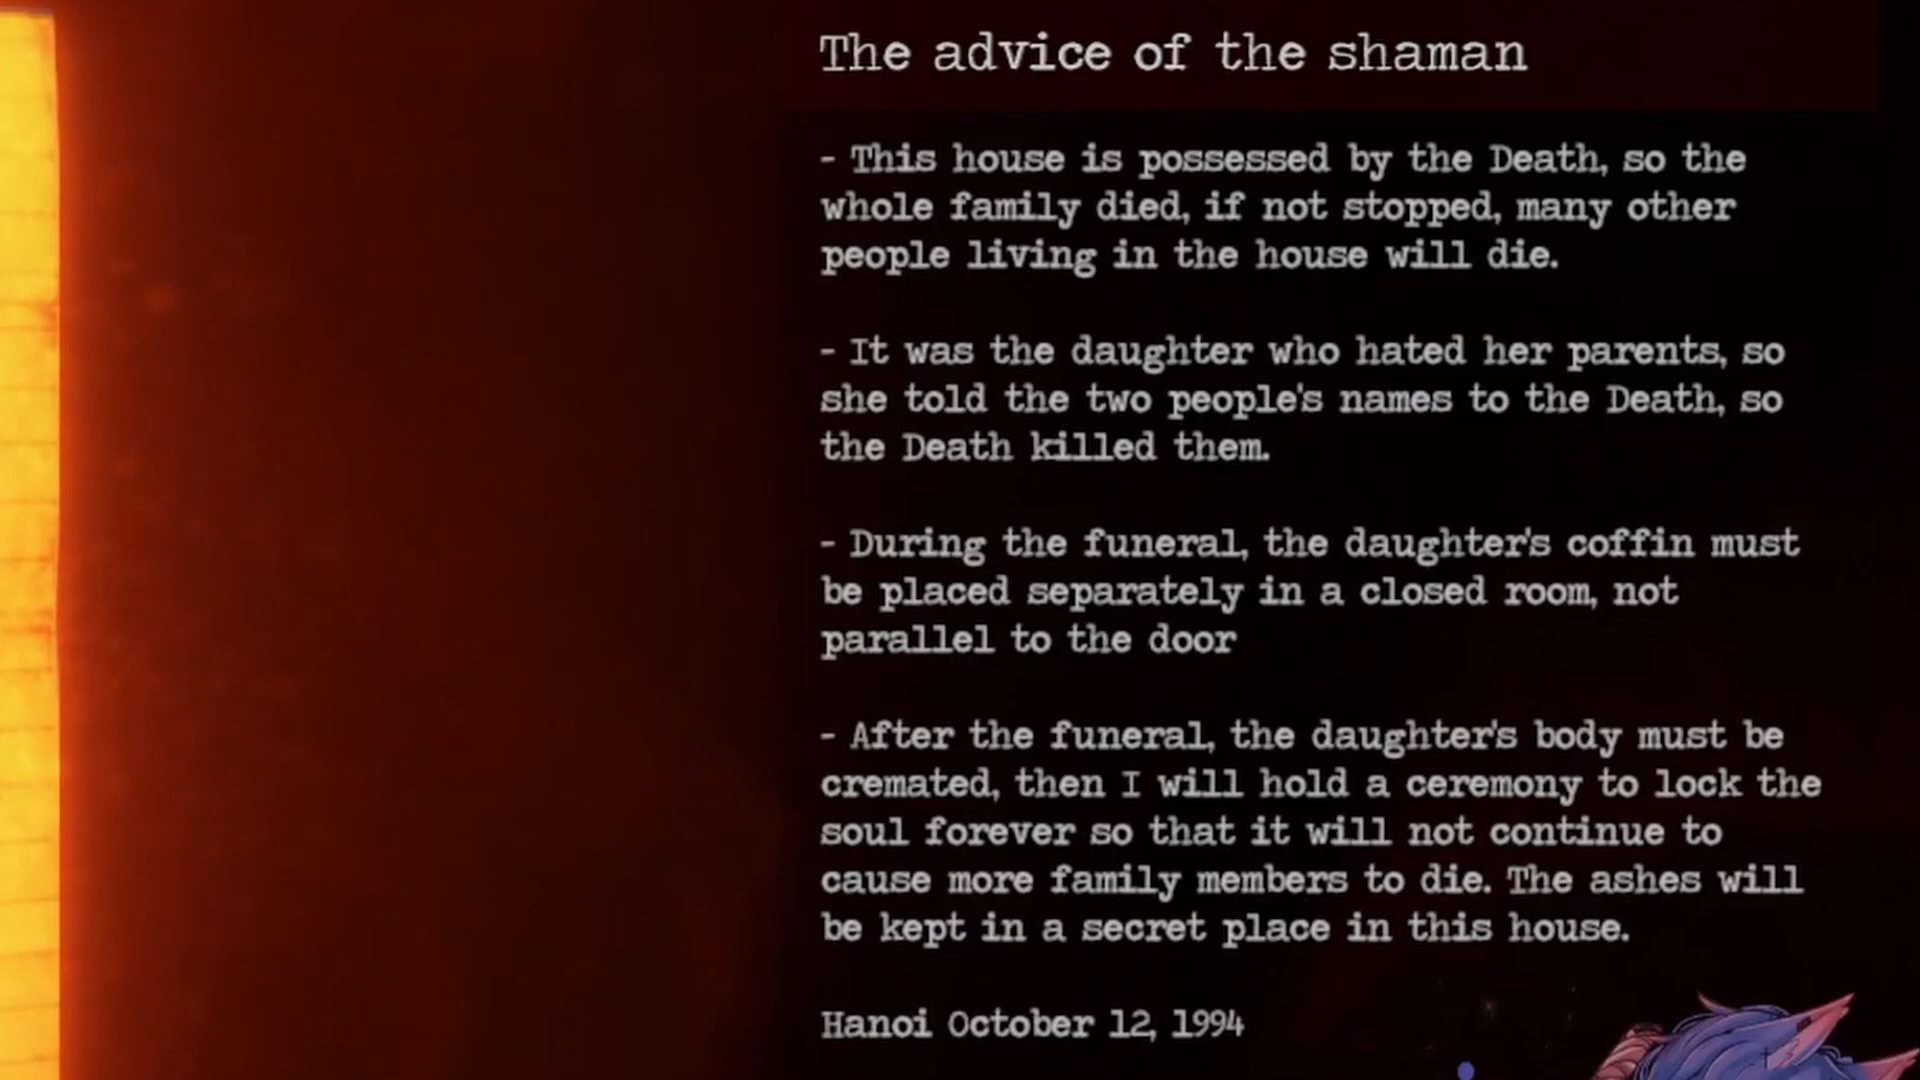 The advice of the shaman
- This house is possessed by the Death, so the
whole family died, if not stopped, many other
people living in the house will die.
- It was the daughter who hated her parents, so
she told the two people's names to the Death, so
the Death killed them.
- During the funeral, the daughter's coffin must
be placed separately in a closed room, not
parallel to the door
- After the funeral, the daughter's body must be
cremated, then I will hold a ceremony to lock the
soul forever so that it will not continue to
cause more family members to die. The ashes will
be kept in a secret place in this house.
Hanoi October 12, 1994